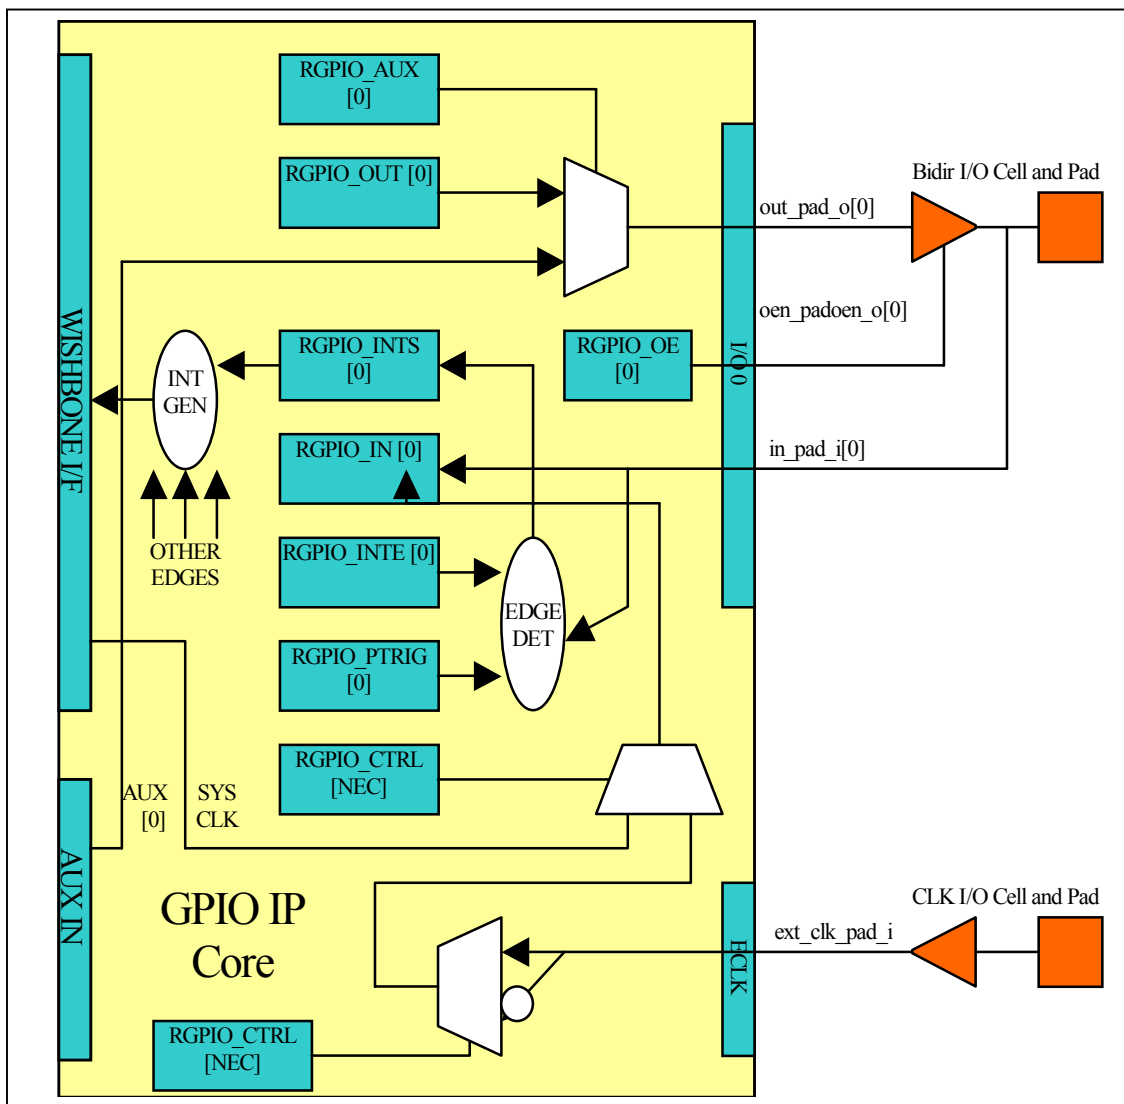 RGPIO_AUX
[0]
RGPIO_OUT [0]
Bidir I/O Cell and Pad
out_pad_o[0]
oen_padoen_o[0]
WISHBONE I/F
INT
GEN
RGPIO_INTS
[0]
RGPIO_OE
[0]
I/O 0
RGPIO_IN [0]
in_pad_i[0]
OTHER
EDGES
RGPIO_INTE [0]
EDGE
DET
RGPIO_PTRIG
[0]
RGPIO_CTRL
[NEC]
AUX
[0]
SYS
CLK
AUX IN
GPIO IP
Core
CLK I/O Cell and Pad
ext_clk_pad_i
ECLK
RGPIO_CTRL
[NEC]